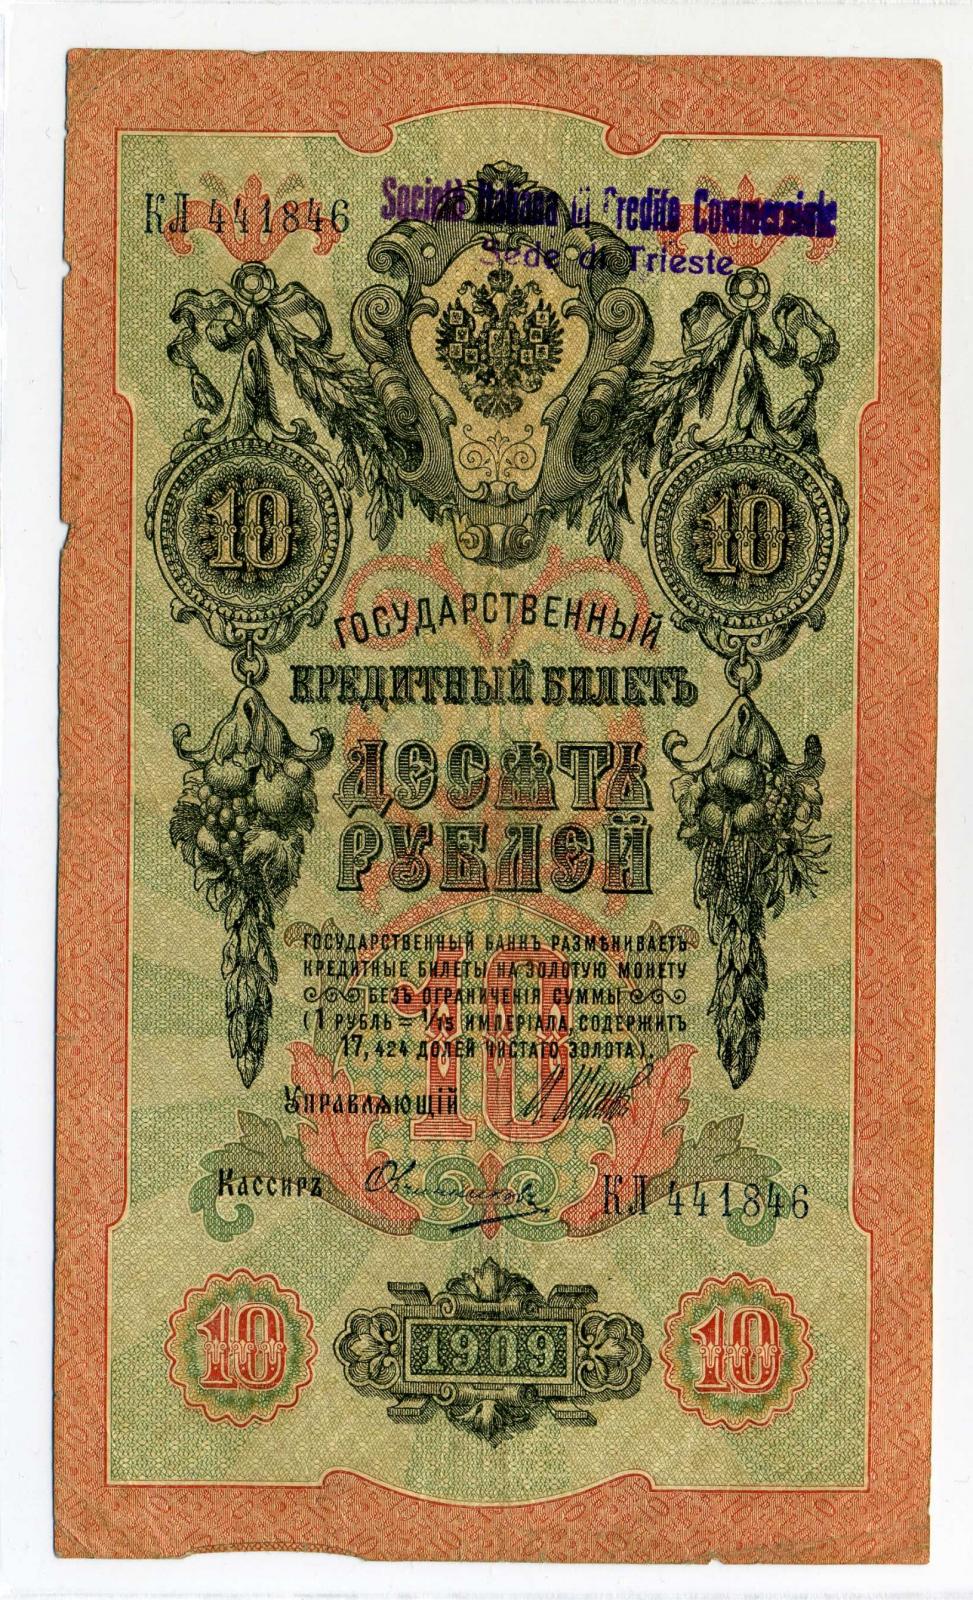 КЛ 441846
Società Italiana di Credito Commerciale
Sede di Trieste
10 10
ГОСУДАРСТВЕННЫЙ
КРЕДИТНЫЙ БИЛЕТЪ
ДЕСѦТЬ
РУБЛЕЙ
ГОСУДАРСТВЕННЫЙ БАНКЪ РАЗМѢНИВАЕТЪ
КРЕДИТНЫЕ БИЛЕТЫ НА ЗОЛОТУЮ МОНЕТУ
БЕЗЪ ОГРАНИЧЕНІЯ СУММЫ
(1 РУБЛЬ = 1/15 ИМПЕРІАЛА, СОДЕРЖИТЪ
17,424 ДОЛЕЙ ЧИСТАГО ЗОЛОТА).
10
Управлѧющій
Кассиръ
КЛ 441846
10 1909 10